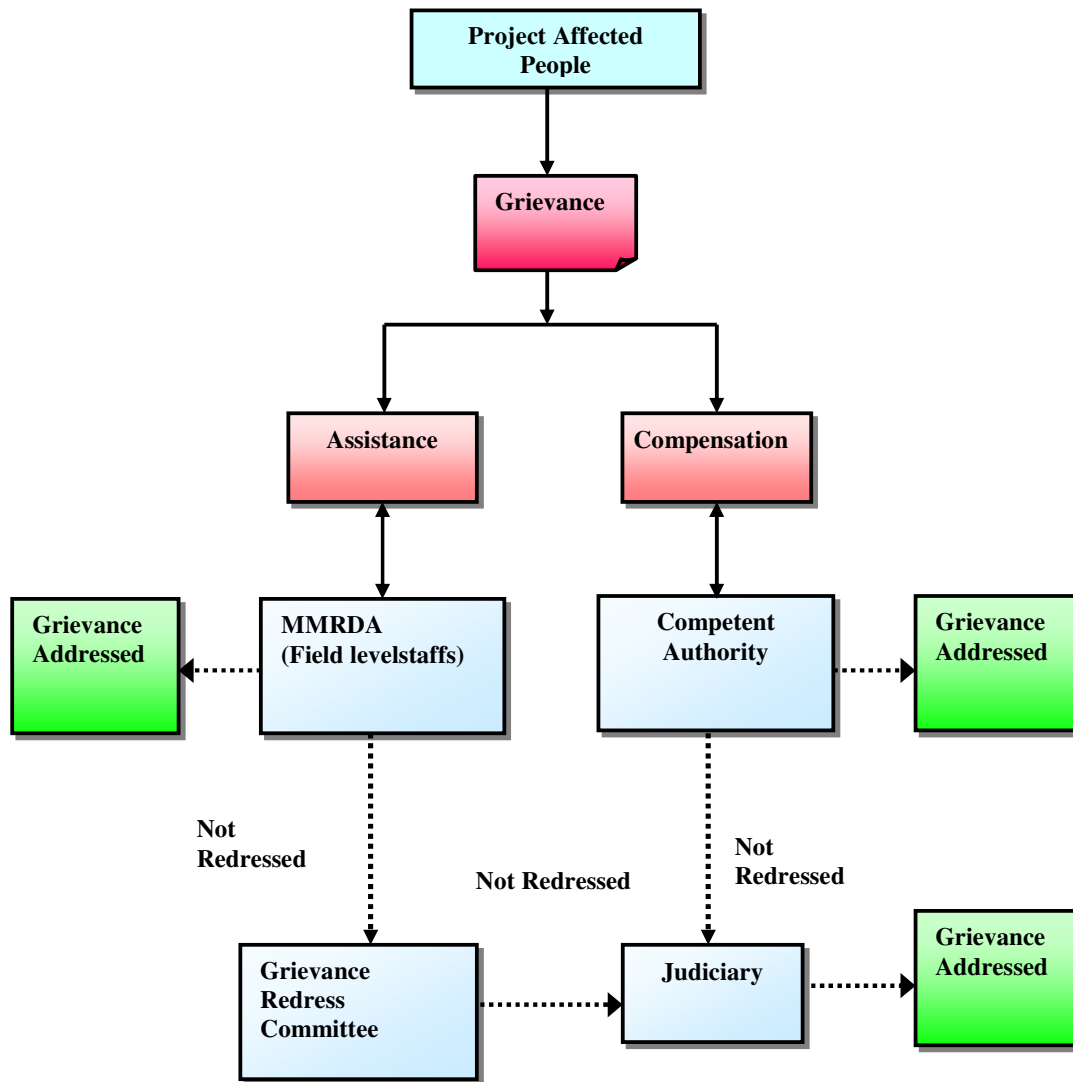 Project Affected
People
Grievance
Assistance
Compensation
Grievance
Addressed
MMRDA
(Field levelstaffs)
Competent
Authority
Grievance
Addressed
Not
Redressed
Not Redressed
Not
Redressed
Grievance
Redress
Committee
Judiciary
Grievance
Addressed